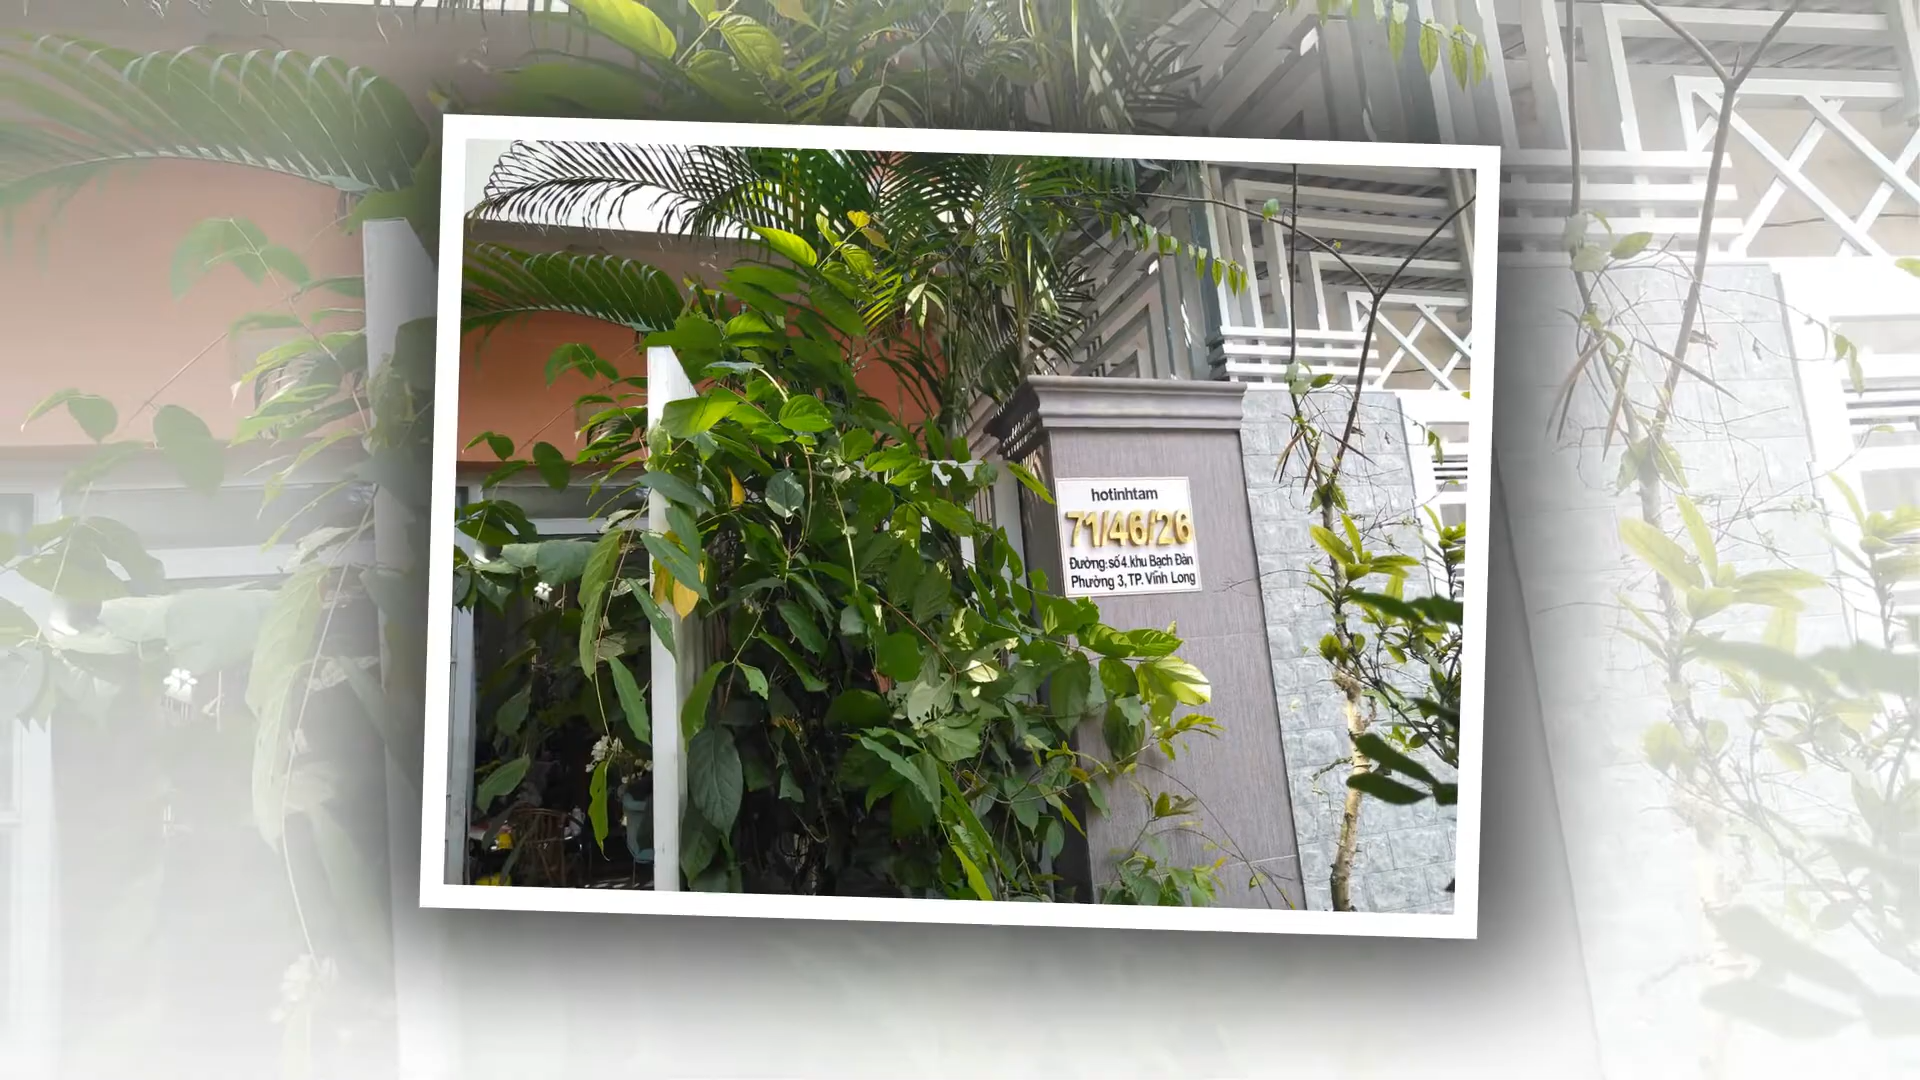 hotinhtam
71/46/26
Đường: số 4. khu Bạch Đàn
Phường 3, TP. Vĩnh Long